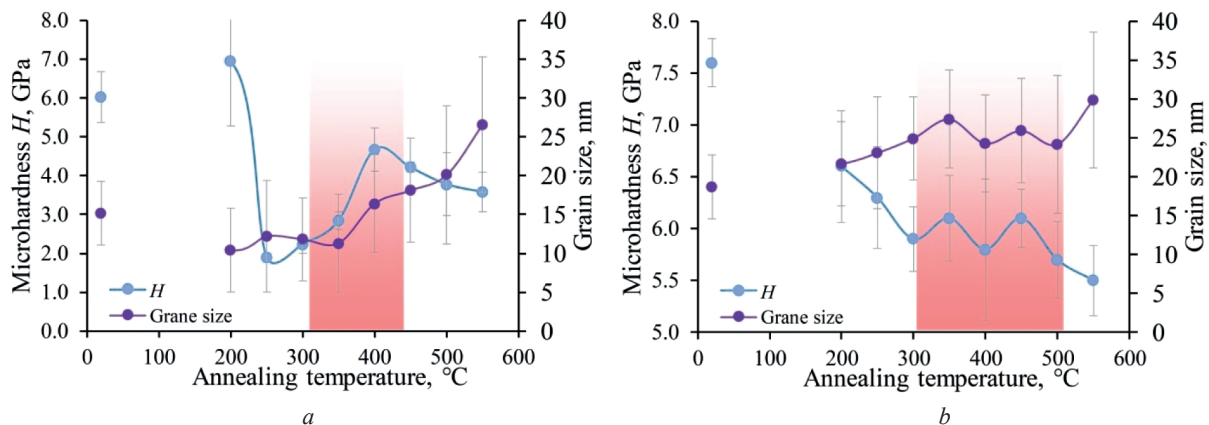 8.0
7.0
6.0
5.0
4.0
3.0
2.0
1.0
0.0
Microhardness H, GPa
40
35
30
25
20
15
10
5
0
Grain size, nm
H
Grane size
0 100 200 300 400 500 600
Annealing temperature, °C
a
8.0
7.5
7.0
6.5
6.0
5.5
5.0
Microhardness H, GPa
40
35
30
25
20
15
10
5
0
Grain size, nm
H
Grane size
0 100 200 300 400 500 600
Annealing temperature, °C
b